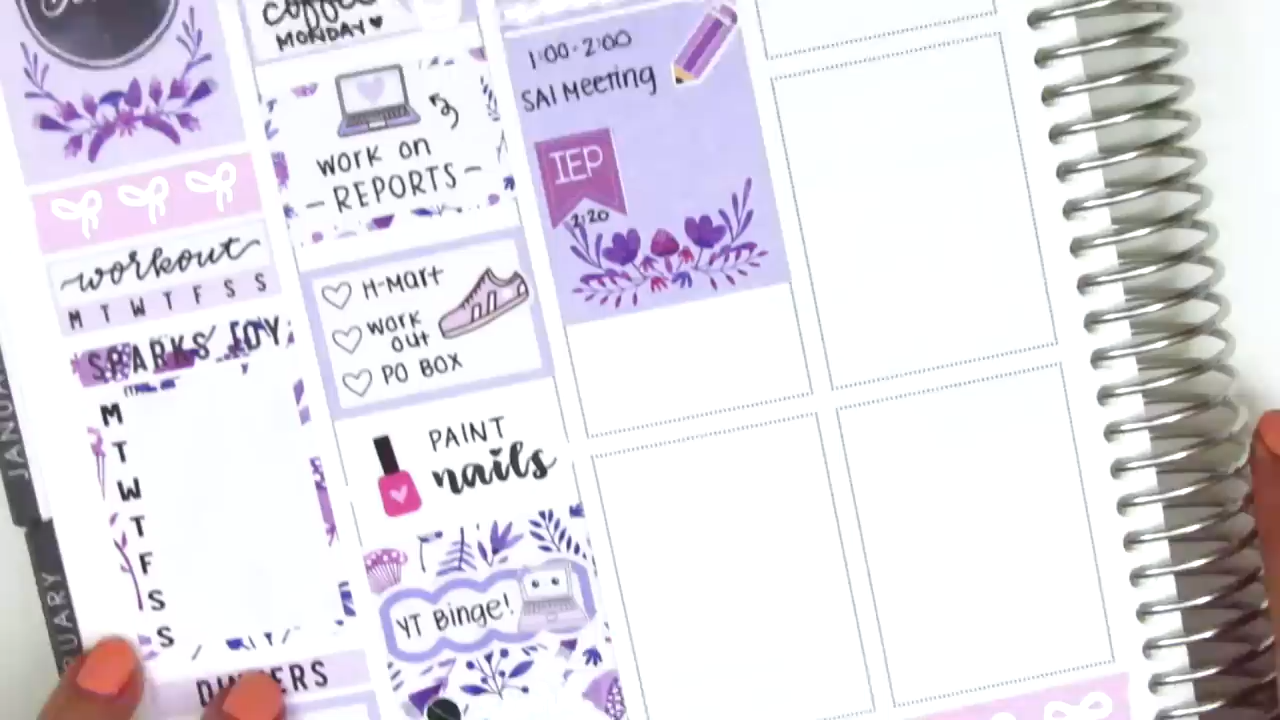 coffee
MONDAY
WORK ON
-REPORTS-
H-Mart
work
out
PO BOX
PAINT
nails
YT Binge!
1:00-2:00
SAI Meeting
IEP
2:20
workout
M T W T F S S
SPARKS JOY
M
T
W
T
F
S
S
DINNERS
JANUARY